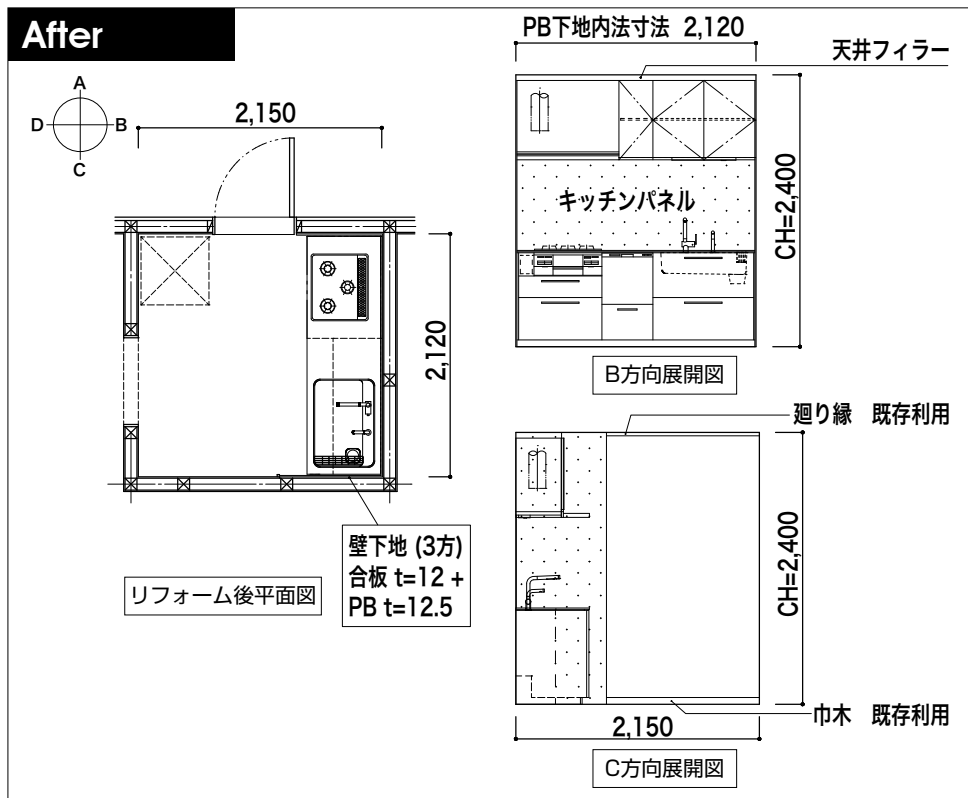 After
A
D
B
C
2,150
2,120
壁下地 (3方)
合板 t=12 +
PB t=12.5
リフォーム後平面図
PB下地内法寸法 2,120
天井フィラー
キッチンパネル
CH=2,400
B方向展開図
廻り縁 既存利用
CH=2,400
巾木 既存利用
2,150
C方向展開図